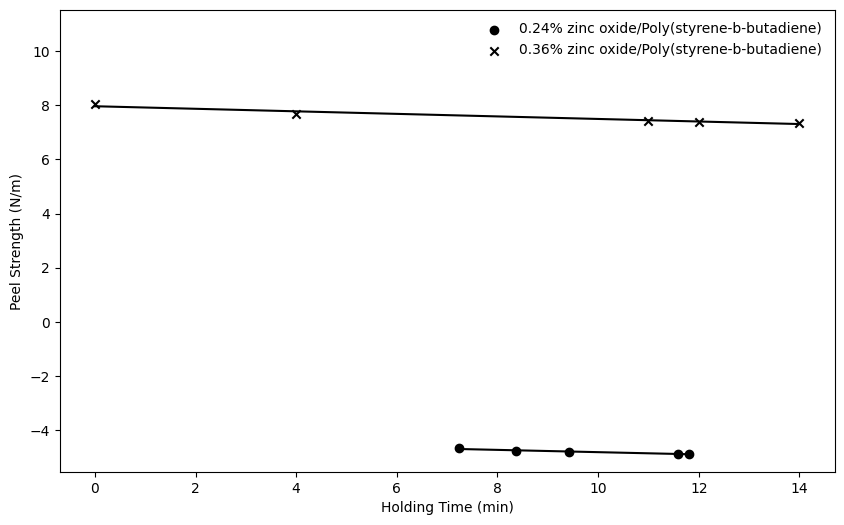 0.24% zinc oxide/Poly(styrene-b-butadiene)
0.36% zinc oxide/Poly(styrene-b-butadiene)
10
8
6
4
2
0
−2
−4
Peel Strength (N/m)
0 2 4 6 8 10 12 14
Holding Time (min)